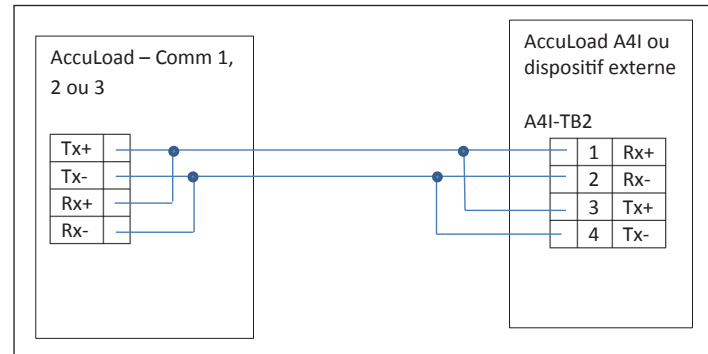 AccuLoad – Comm 1,
2 ou 3
Tx+
Tx-
Rx+
Rx-
AccuLoad A4I ou
dispositif externe
A4I-TB2
1 Rx+
2 Rx-
3 Tx+
4 Tx-